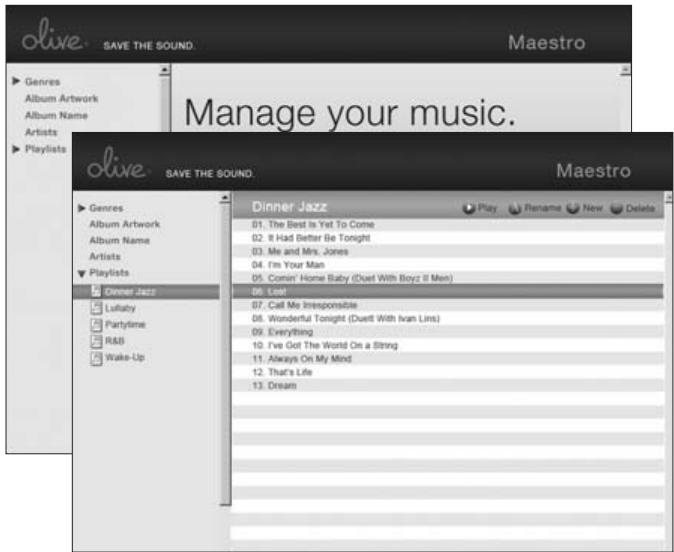 olive. SAVE THE SOUND. Maestro
Genres
Album Artwork
Album Name
Artists
Playlists
Manage your music.
olive. SAVE THE SOUND. Maestro
Genres
Album Artwork
Album Name
Artists
Playlists
Dinner Jazz
Lullaby
Partytime
R&B
Wake-Up
Dinner Jazz Play Rename New Delete
01. The Best Is Yet To Come
02. It Had Better Be Tonight
03. Me and Mrs. Jones
04. I'm Your Man
05. Comin' Home Baby (Duet With Boyz II Men)
06. Lost
07. Call Me Irresponsible
08. Wonderful Tonight (Duett With Ivan Lins)
09. Everything
10. I've Got The World On a String
11. Always On My Mind
12. That's Life
13. Dream